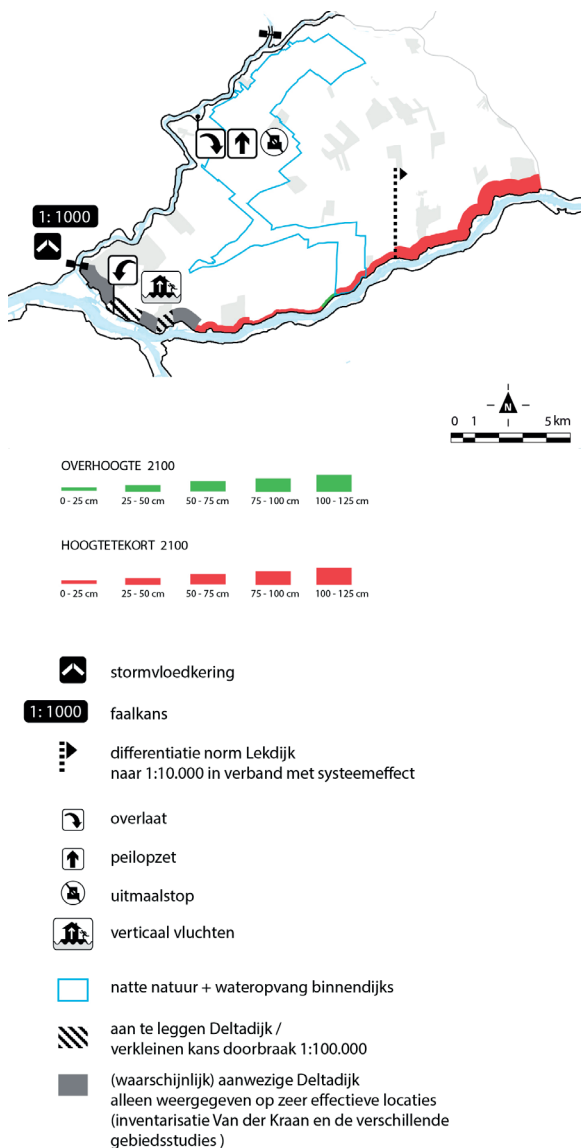 1: 1000
N
0 1 5 km
OVERHOOGTE 2100
0 - 25 cm 25 - 50 cm 50 - 75 cm 75 - 100 cm 100 - 125 cm
HOOGTETEKORT 2100
0 - 25 cm 25 - 50 cm 50 - 75 cm 75 - 100 cm 100 - 125 cm
stormvloedkering
1: 1000 faalkans
differentiatie norm Lekdijk
naar 1:10.000 in verband met systeemeffect
overlaat
peilopzet
uitmaalstop
verticaal vluchten
natte natuur + wateropvang binnendijks
aan te leggen Deltadijk /
verkleinen kans doorbraak 1:100.000
(waarschijnlijk) aanwezige Deltadijk
alleen weergegeven op zeer effectieve locaties
(inventarisatie Van der Kraan en de verschillende
gebiedsstudies )